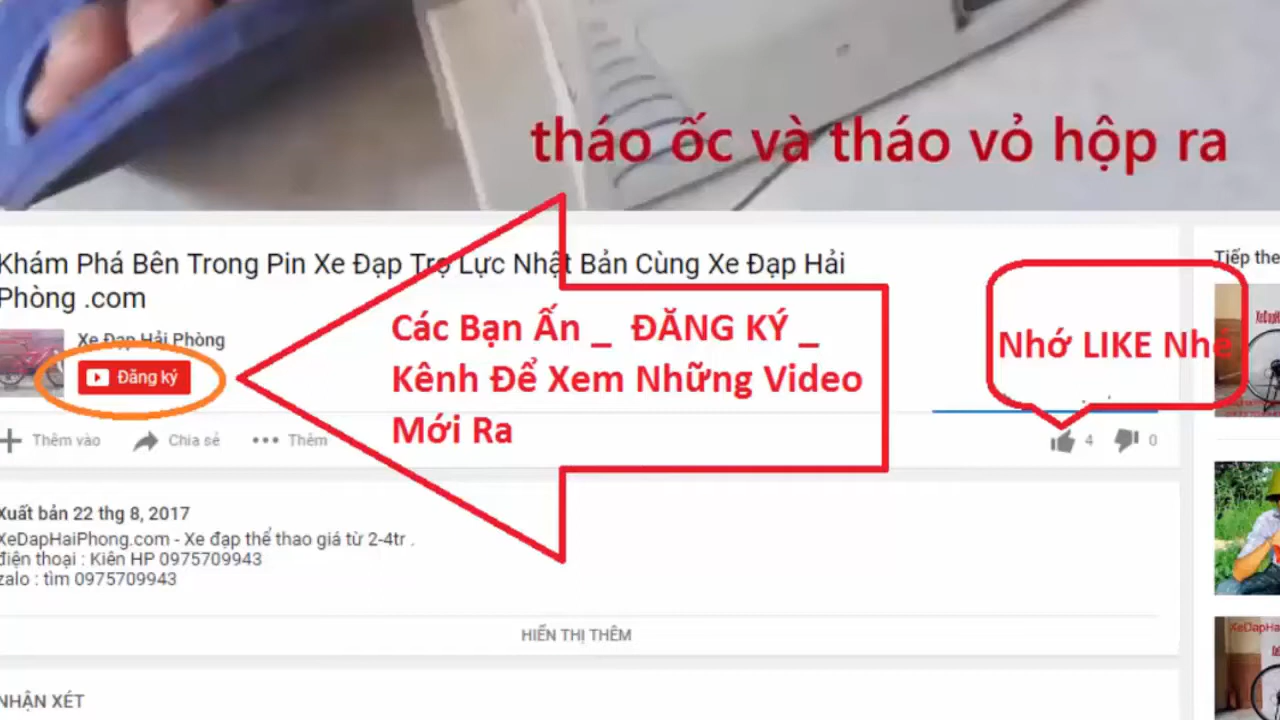 tháo ốc và tháo vỏ hộp ra
Khám Phá Bên Trong Pin Xe Đạp Trợ Lực Nhật Bản Cùng Xe Đạp Hải
Phòng .com
Xe Đạp Hải Phòng
Đăng ký
Các Bạn Ấn _ ĐĂNG KÝ _
Kênh Để Xem Những Video
Mới Ra
Nhớ LIKE Nhé
Tiếp the
Thêm vào
Chia sẻ
Thêm
4
0
Xuất bản 22 thg 8, 2017
XeDapHaiPhong.com - Xe đạp thể thao giá từ 2-4tr .
điện thoại : Kiên HP 0975709943
zalo : tìm 0975709943
HIỂN THỊ THÊM
NHẬN XÉT
XeDapHa